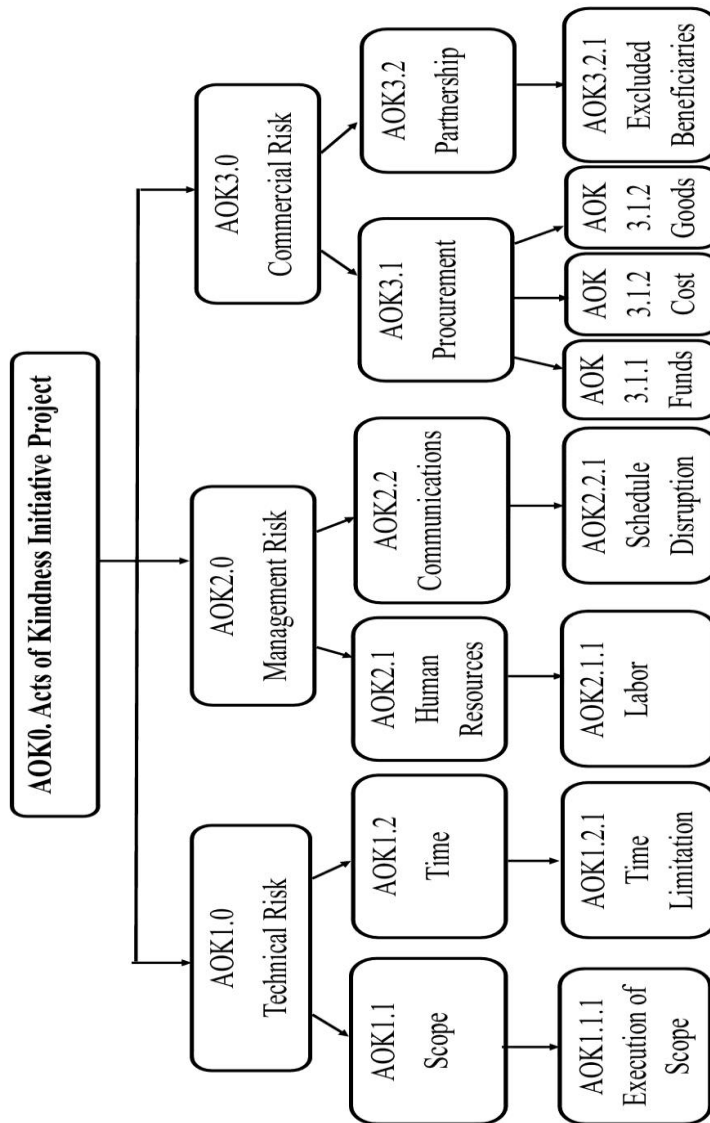 AOK0. Acts of Kindness Initiative Project
AOK1.0
Technical Risk
AOK2.0
Management Risk
AOK3.0
Commercial Risk
AOK1.1
Scope
AOK1.2
Time
AOK2.1
Human
Resources
AOK2.2
Communications
AOK3.1
Procurement
AOK3.2
Partnership
AOK1.1.1
Execution of
Scope
AOK1.2.1
Time
Limitation
AOK2.1.1
Labor
AOK2.2.1
Schedule
Disruption
AOK
3.1.1
Funds
AOK
3.1.2
Cost
AOK
3.1.2
Goods
AOK3.2.1
Excluded
Beneficiaries